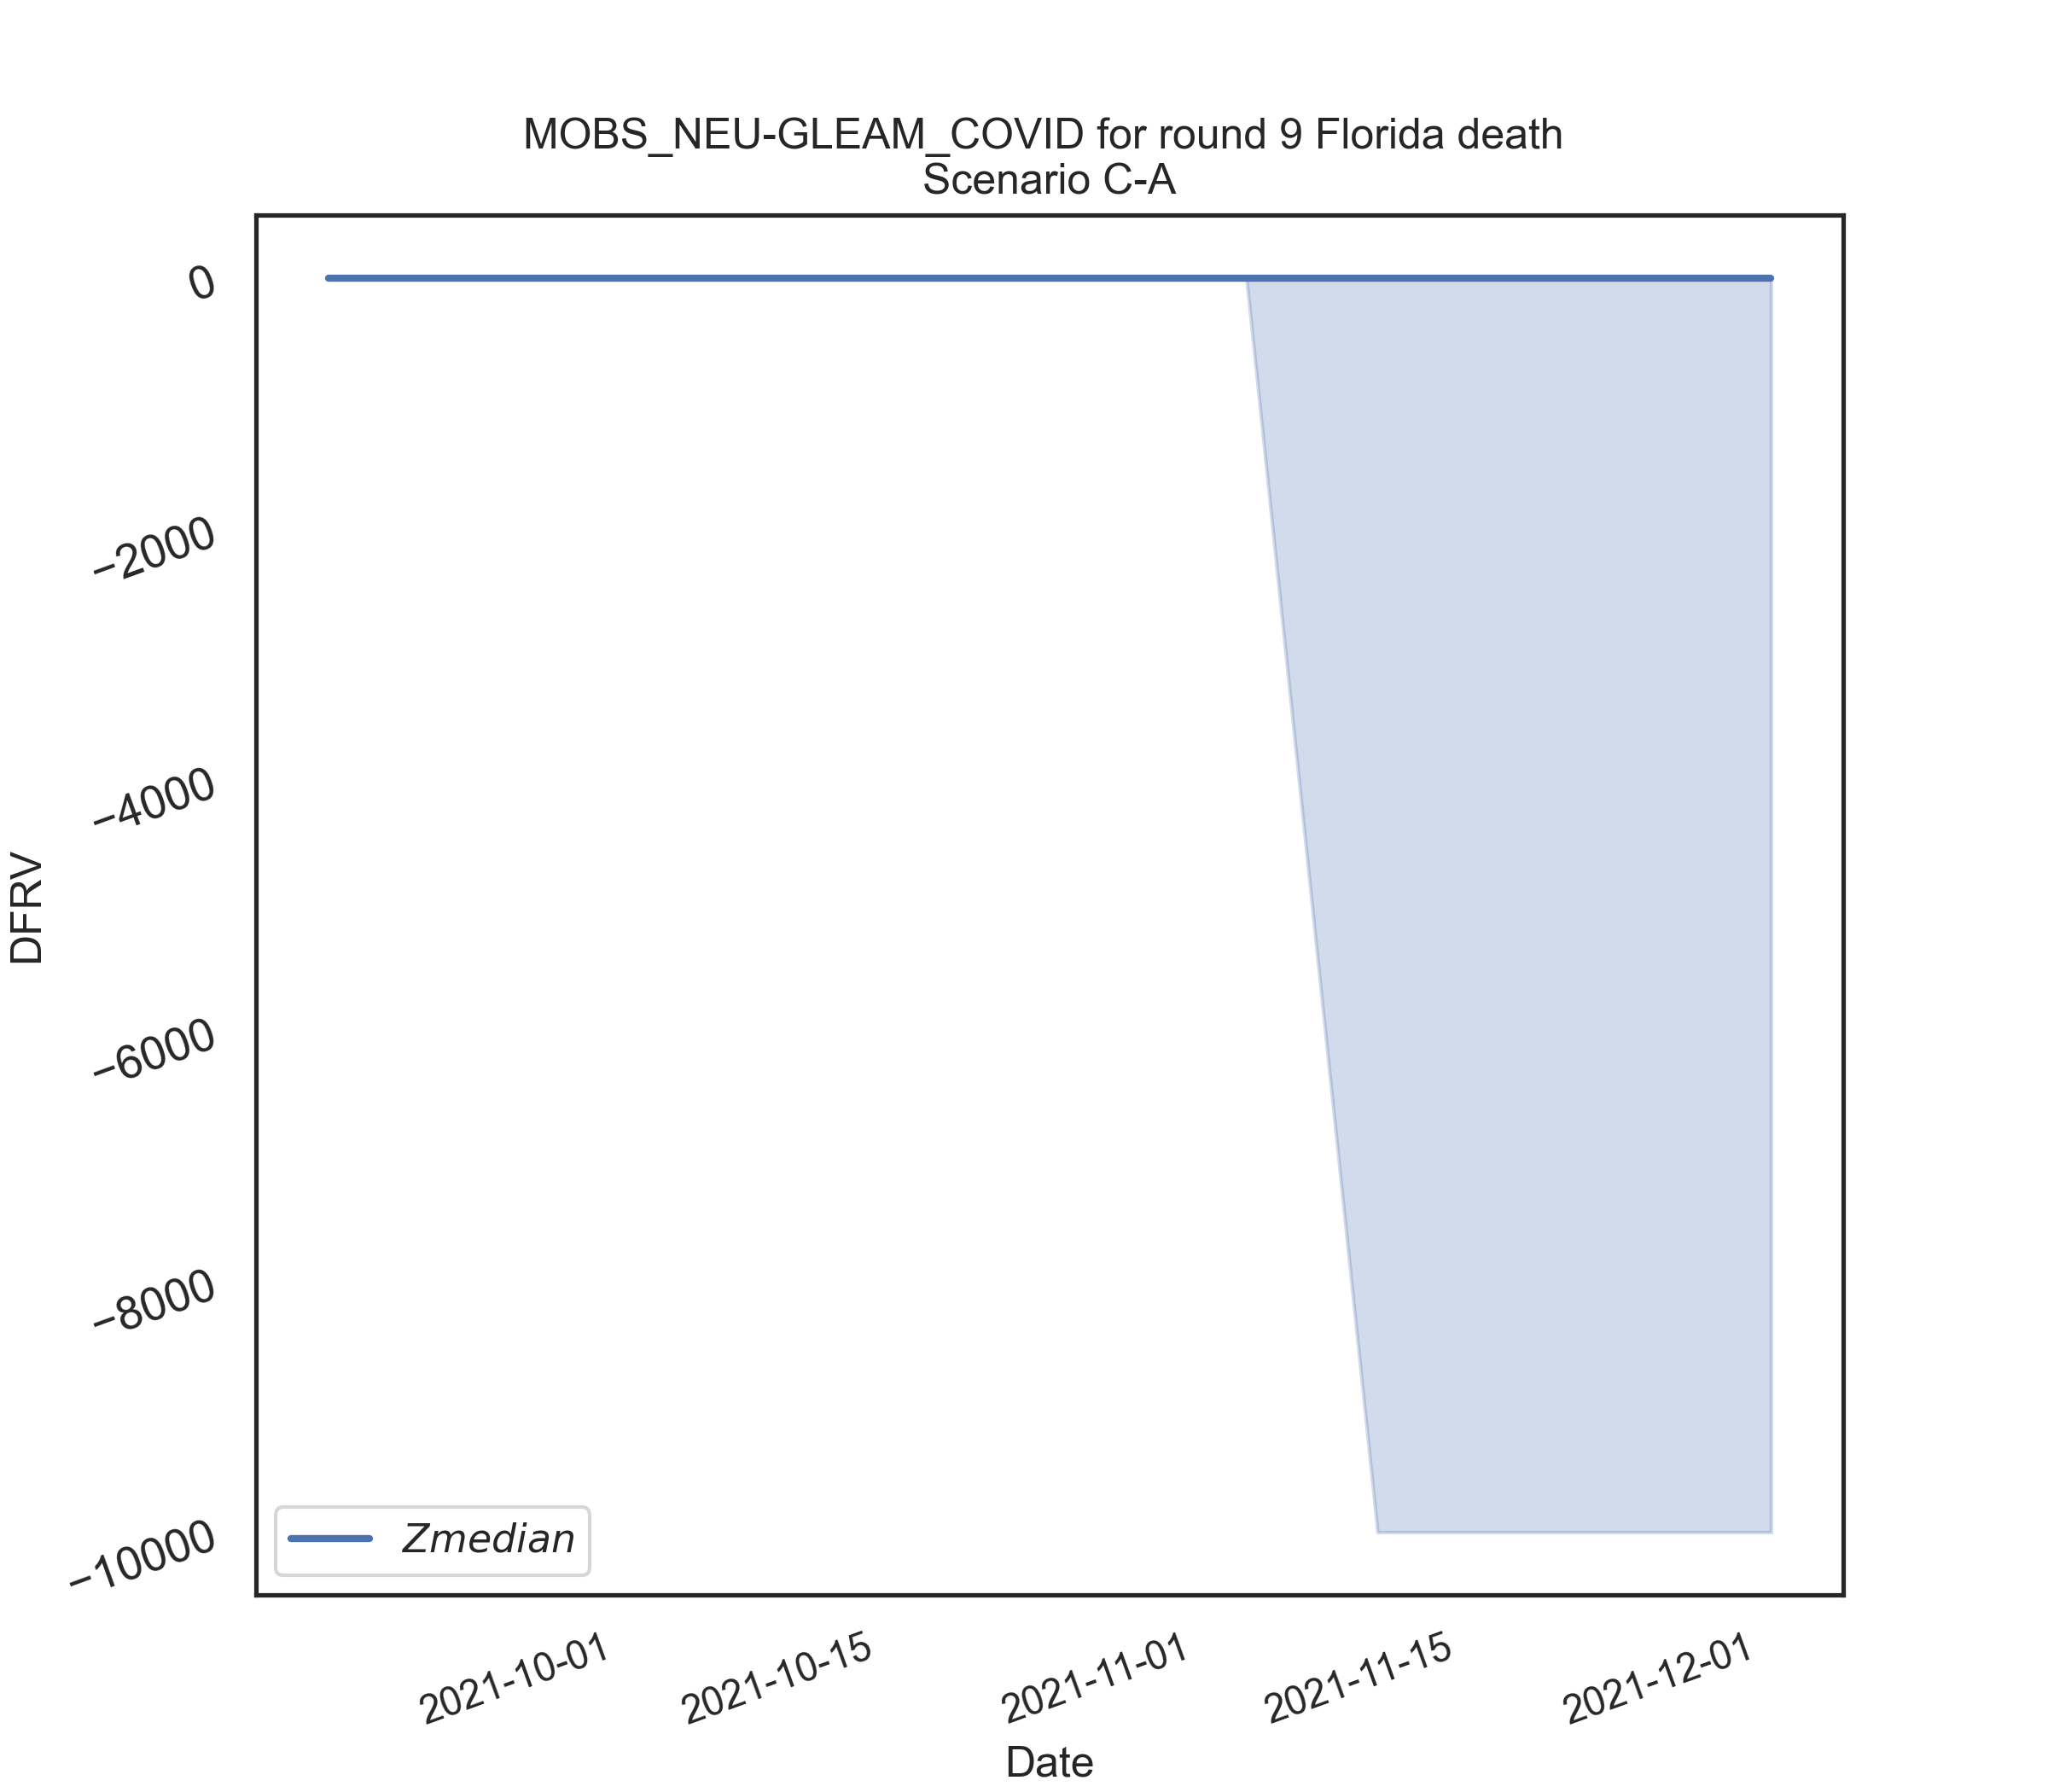 MOBS_NEU-GLEAM_COVID for round 9 Florida death
Scenario C-A
0
−2000
−4000
−6000
−8000
−10000
DFRV
Zmedian
2021-10-01
2021-10-15
2021-11-01
2021-11-15
2021-12-01
Date